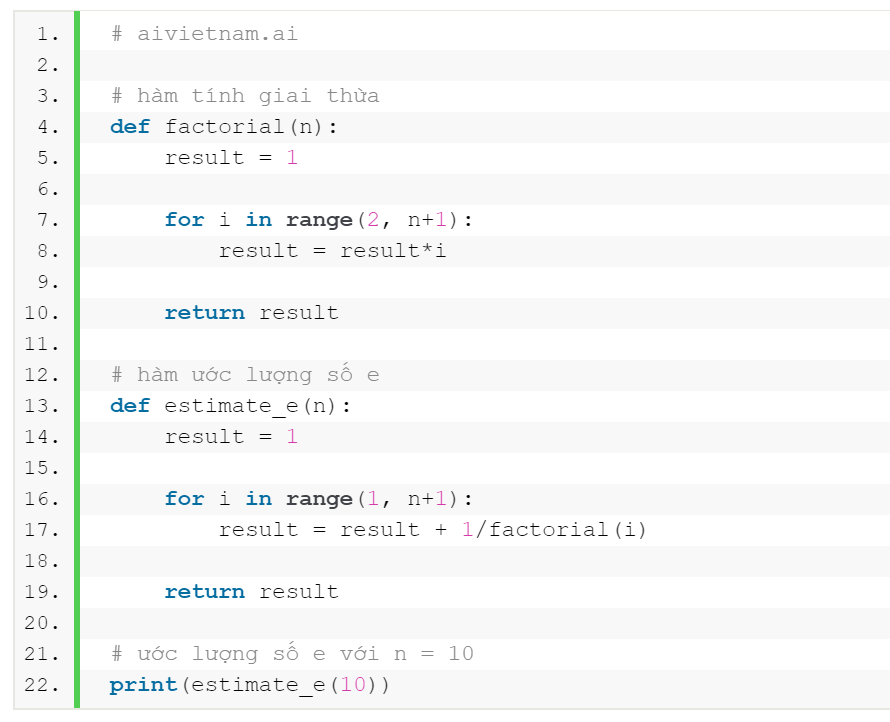 1. # aivietnam.ai
2.
3. # hàm tính giai thừa
4. def factorial(n):
5.     result = 1
6.
7.     for i in range(2, n+1):
8.         result = result*i
9.
10.     return result
11.
12. # hàm ước lượng số e
13. def estimate_e(n):
14.     result = 1
15.
16.     for i in range(1, n+1):
17.         result = result + 1/factorial(i)
18.
19.     return result
20.
21. # ước lượng số e với n = 10
22. print(estimate_e(10))